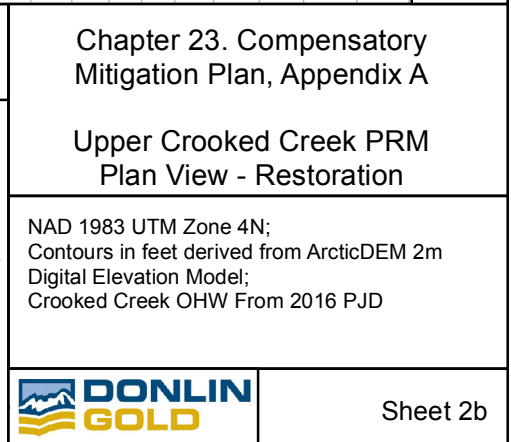 Chapter 23. Compensatory
Mitigation Plan, Appendix A
Upper Crooked Creek PRM
Plan View - Restoration
NAD 1983 UTM Zone 4N;
Contours in feet derived from ArcticDEM 2m
Digital Elevation Model;
Crooked Creek OHW From 2016 PJD
DONLIN
GOLD
Sheet 2b